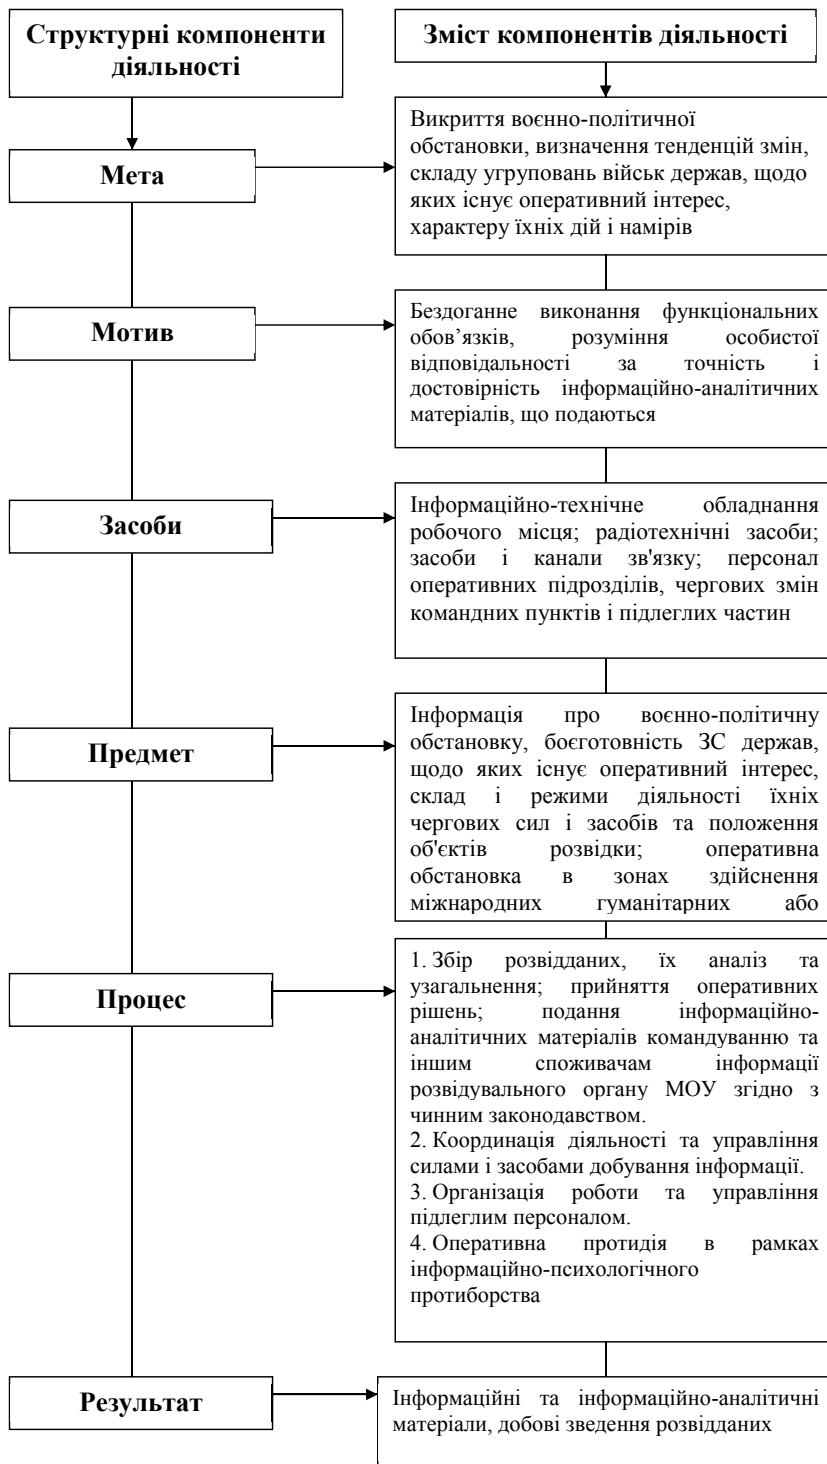 Структурні компоненти
діяльності
Зміст компонентів діяльності
Мета
Викриття воєнно-політичної
обстановки, визначення тенденцій змін,
складу угруповань військ держав, щодо
яких існує оперативний інтерес,
характеру їхніх дій і намірів
Мотив
Бездоганне виконання функціональних
обов’язків, розуміння особистої
відповідальності за точність і
достовірність інформаційно-аналітичних
матеріалів, що подаються
Засоби
Інформаційно-технічне обладнання
робочого місця; радіотехнічні засоби;
засоби і канали зв'язку; персонал
оперативних підрозділів, чергових змін
командних пунктів і підлеглих частин
Предмет
Інформація про воєнно-політичну
обстановку, боєготовність ЗС держав,
щодо яких існує оперативний інтерес,
склад і режими діяльності їхніх
чергових сил і засобів та положення
об'єктів розвідки; оперативна
обстановка в зонах здійснення
міжнародних гуманітарних або
Процес
1. Збір розвідданих, їх аналіз та
узагальнення; прийняття оперативних
рішень; подання інформаційно-
аналітичних матеріалів командуванню та
іншим споживачам інформації
розвідувального органу МОУ згідно з
чинним законодавством.
2. Координація діяльності та управління
силами і засобами добування інформації.
3. Організація роботи та управління
підлеглим персоналом.
4. Оперативна протидія в рамках
інформаційно-психологічного
протиборства
Результат
Інформаційні та інформаційно-аналітичні
матеріали, добові зведення розвідданих